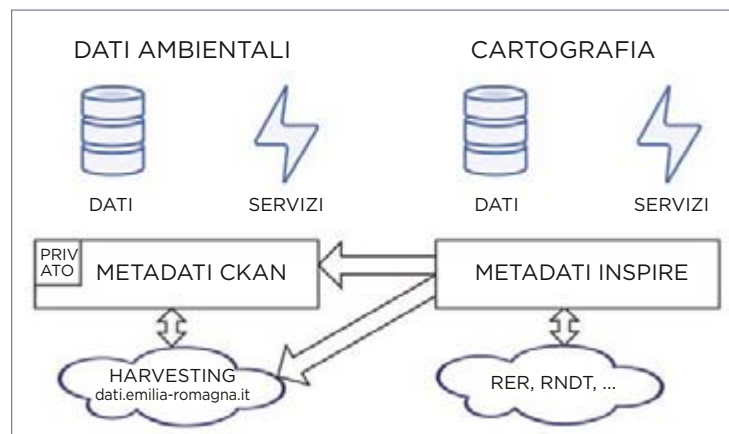 DATI AMBIENTALI
CARTOGRAFIA
DATI
SERVIZI
DATI
SERVIZI
PRIV
ATO
METADATI CKAN
METADATI INSPIRE
HARVESTING
dati.emilia-romagna.it
RER, RNDT, ...